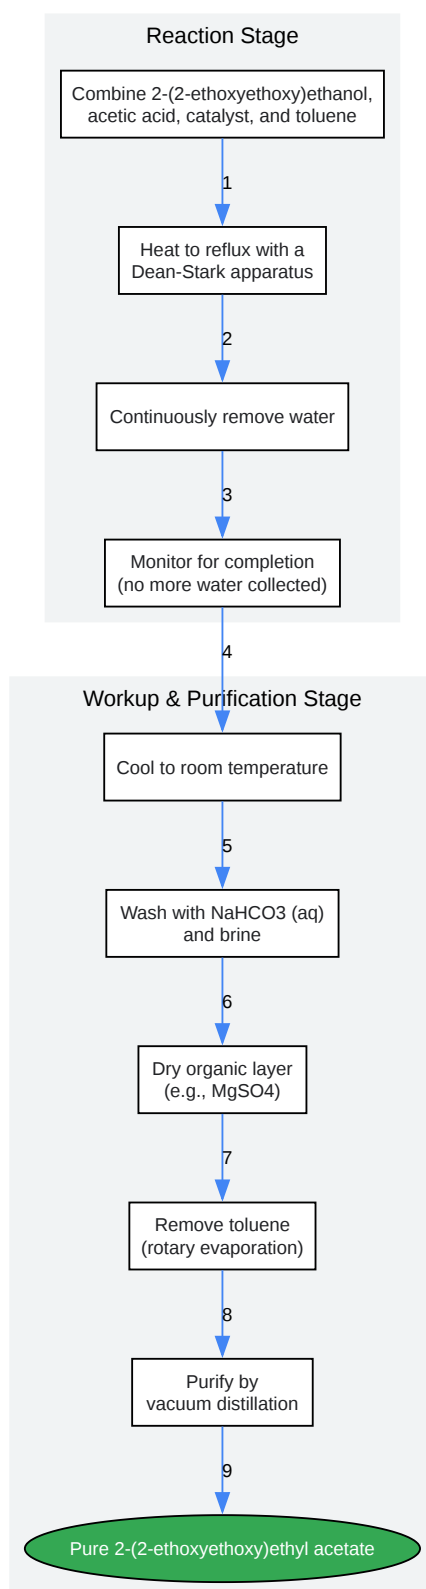 Reaction Stage
Combine 2-(2-ethoxyethoxy)ethanol,
acetic acid, catalyst, and toluene
1
Heat to reflux with a
Dean-Stark apparatus
2
Continuously remove water
3
Monitor for completion
(no more water collected)
4
Workup & Purification Stage
Cool to room temperature
5
Wash with NaHCO3 (aq)
and brine
6
Dry organic layer
(e.g., MgSO4)
7
Remove toluene
(rotary evaporation)
8
Purify by
vacuum distillation
9
Pure 2-(2-ethoxyethoxy)ethyl acetate